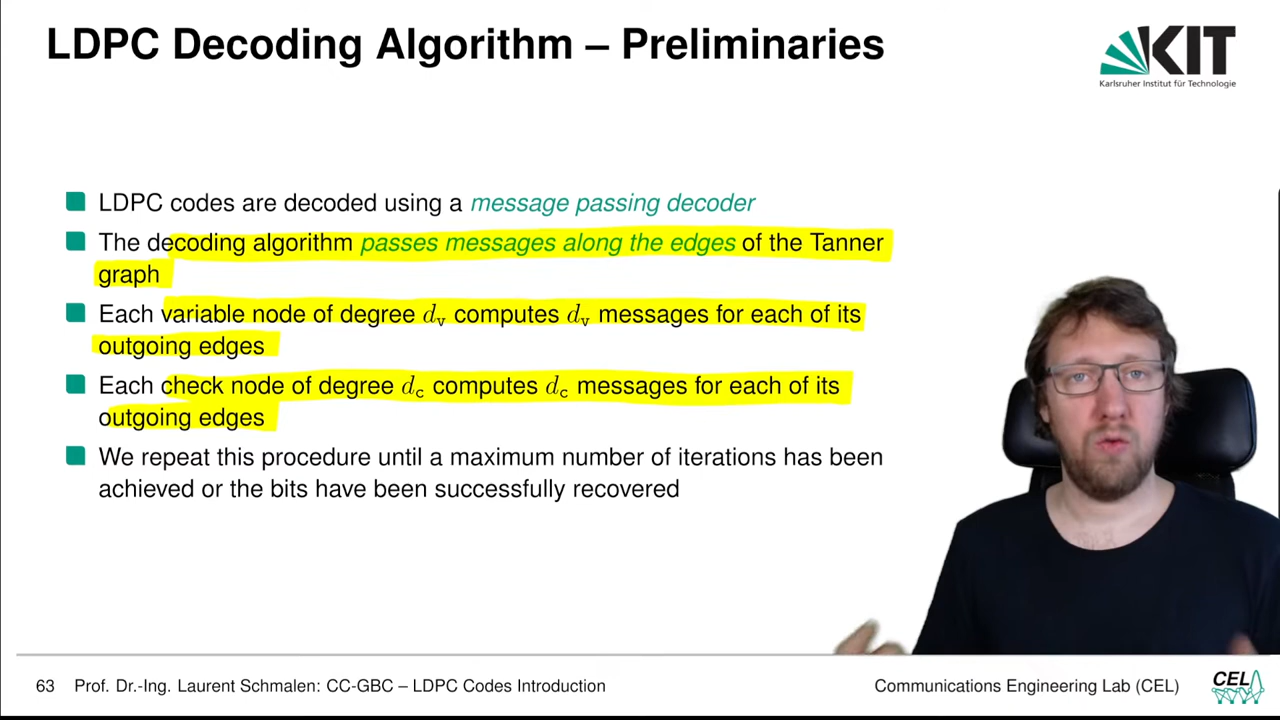 LDPC Decoding Algorithm – Preliminaries
KIT
Karlsruher Institut für Technologie
LDPC codes are decoded using a message passing decoder
The decoding algorithm passes messages along the edges of the Tanner
graph
Each variable node of degree dv computes dv messages for each of its
outgoing edges
Each check node of degree dc computes dc messages for each of its
outgoing edges
We repeat this procedure until a maximum number of iterations has been
achieved or the bits have been successfully recovered
63 Prof. Dr.-Ing. Laurent Schmalen: CC-GBC – LDPC Codes Introduction
Communications Engineering Lab (CEL)
CEL